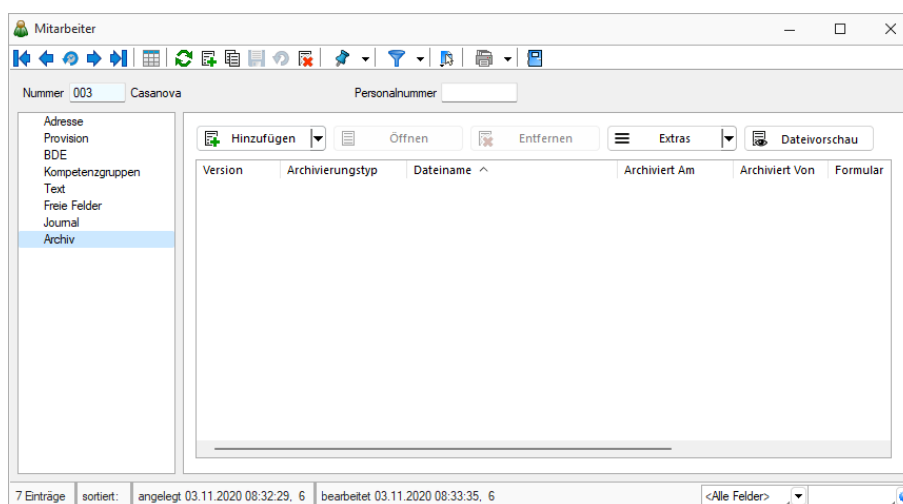 Mitarbeiter
Nummer 003 Casanova Personalnummer
Adresse
Provision
BDE
Kompetenzgruppen
Text
Freie Felder
Journal
Archiv
Hinzufügen Öffnen Entfernen Extras Dateivorschau
Version Archivierungstyp Dateiname Archiviert Am Archiviert Von Formular
7 Einträge sortiert: angelegt 03.11.2020 08:32:29, 6 bearbeitet 03.11.2020 08:33:35, 6 <Alle Felder>